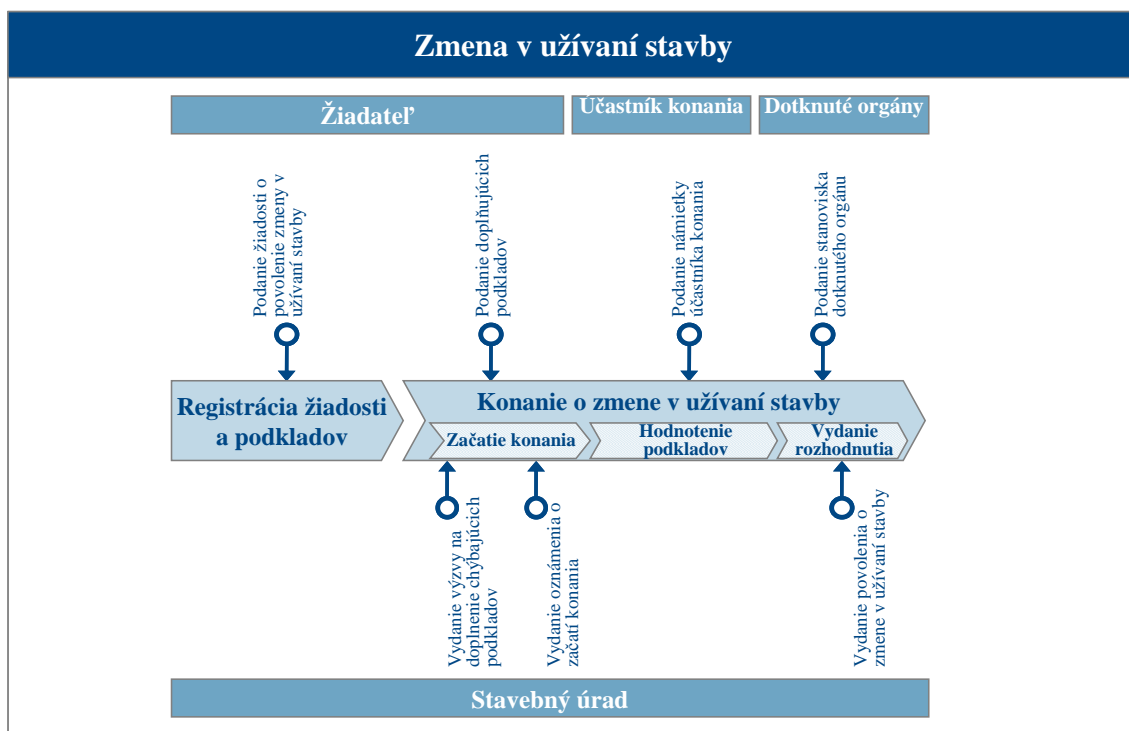 Zmena v užívaní stavby
Žiadateľ
Účastník konania
Dotknuté orgány
Podanie žiadosti o
povolenie zmeny v
užívaní stavby
Podanie doplňujúcich
podkladov
Podanie námietky
účastníka konania
Podanie stanoviska
dotknutého orgánu
Registrácia žiadosti
a podkladov
Konanie o zmene v užívaní stavby
Začatie konania
Hodnotenie
podkladov
Vydanie
rozhodnutia
Vydanie výzvy na
doplnenie chýbajúcich
podkladov
Vydanie oznámenia o
začatí konania
Vydanie povolenia o
zmene v užívaní stavby
Stavebný úrad